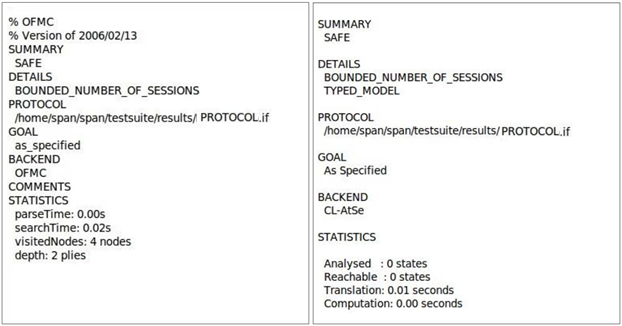 % OFMC
% Version of 2006/02/13
SUMMARY
SAFE
DETAILS
BOUNDED_NUMBER_OF_SESSIONS
PROTOCOL
/home/span/span/testsuite/results/ PROTOCOL.if
GOAL
as_specified
BACKEND
OFMC
COMMENTS
STATISTICS
parseTime: 0.00s
searchTime: 0.02s
visitedNodes: 4 nodes
depth: 2 plies
SUMMARY
SAFE
DETAILS
BOUNDED_NUMBER_OF_SESSIONS
TYPED_MODEL
PROTOCOL
/home/span/span/testsuite/results/ PROTOCOL.if
GOAL
As Specified
BACKEND
CL-AtSe
STATISTICS
Analysed : 0 states
Reachable : 0 states
Translation: 0.01 seconds
Computation: 0.00 seconds